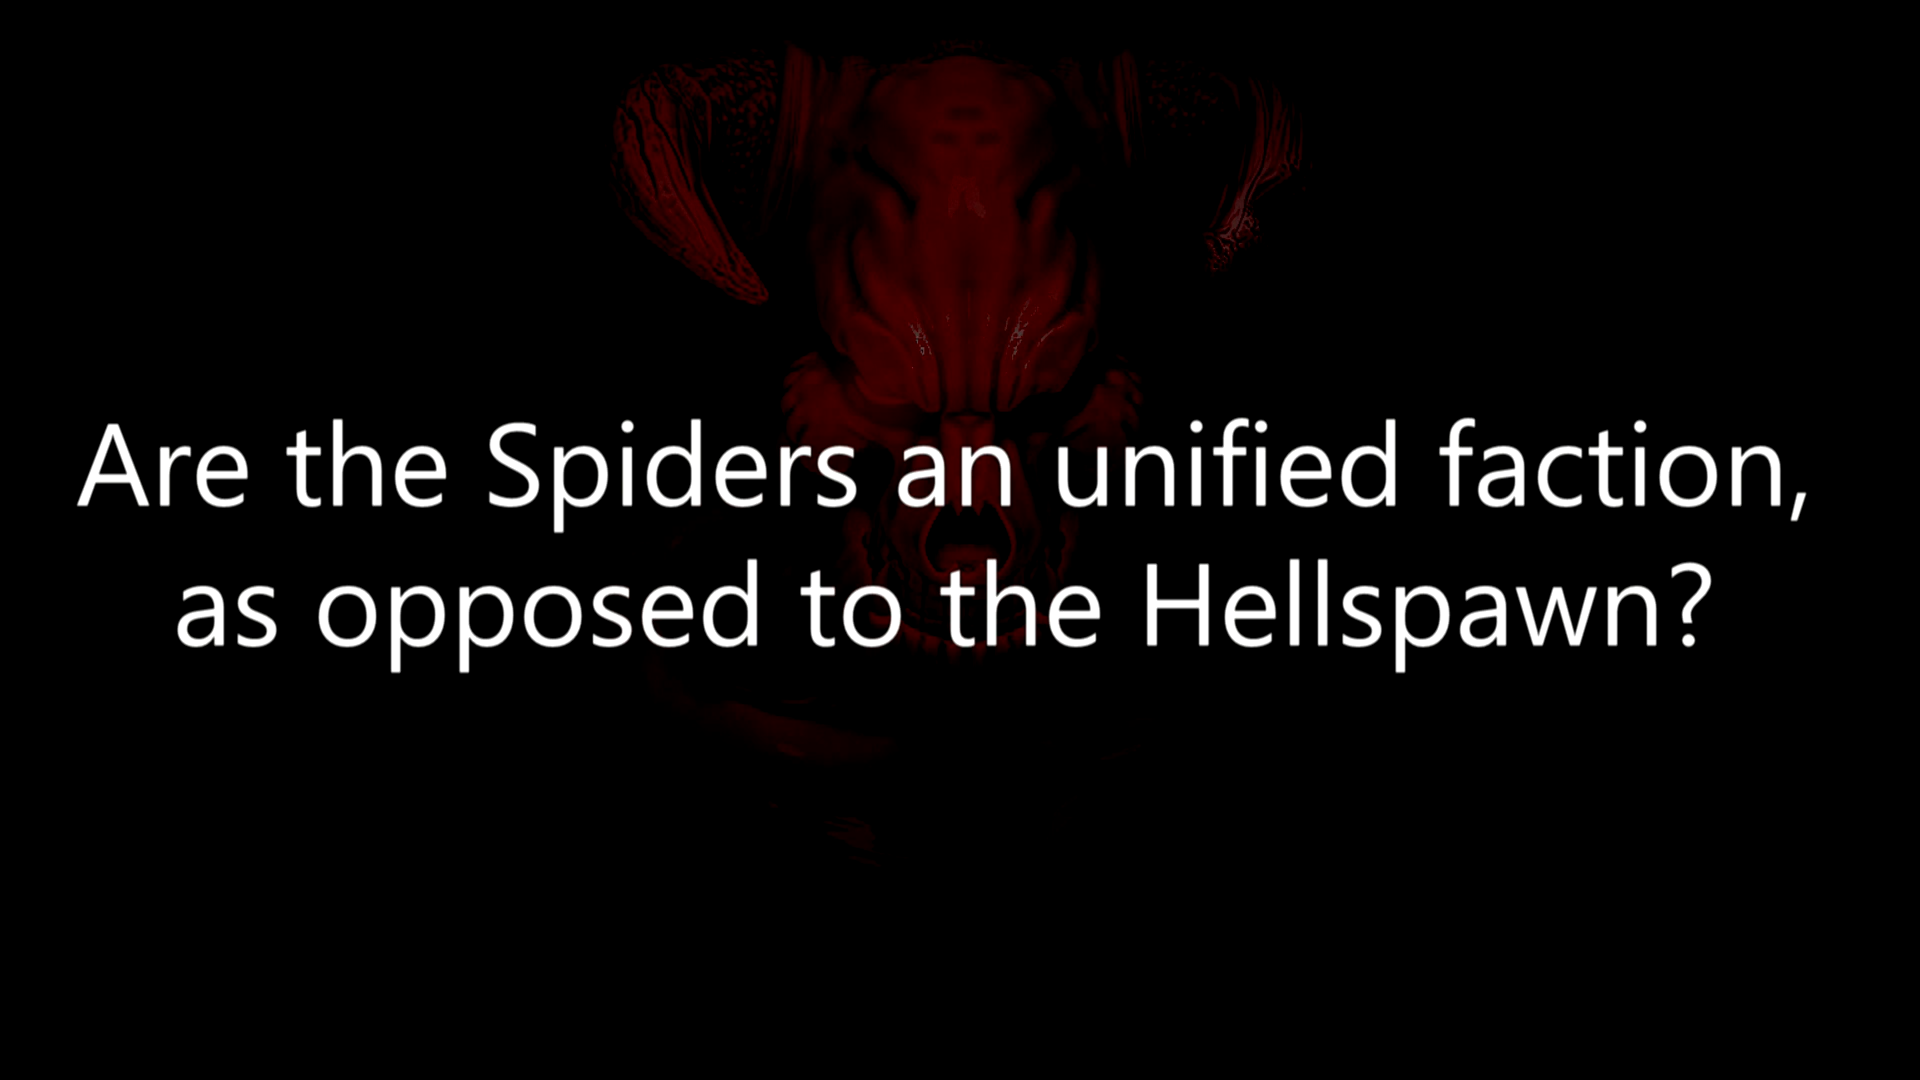 Are the Spiders an unified faction,
as opposed to the Hellspawn?